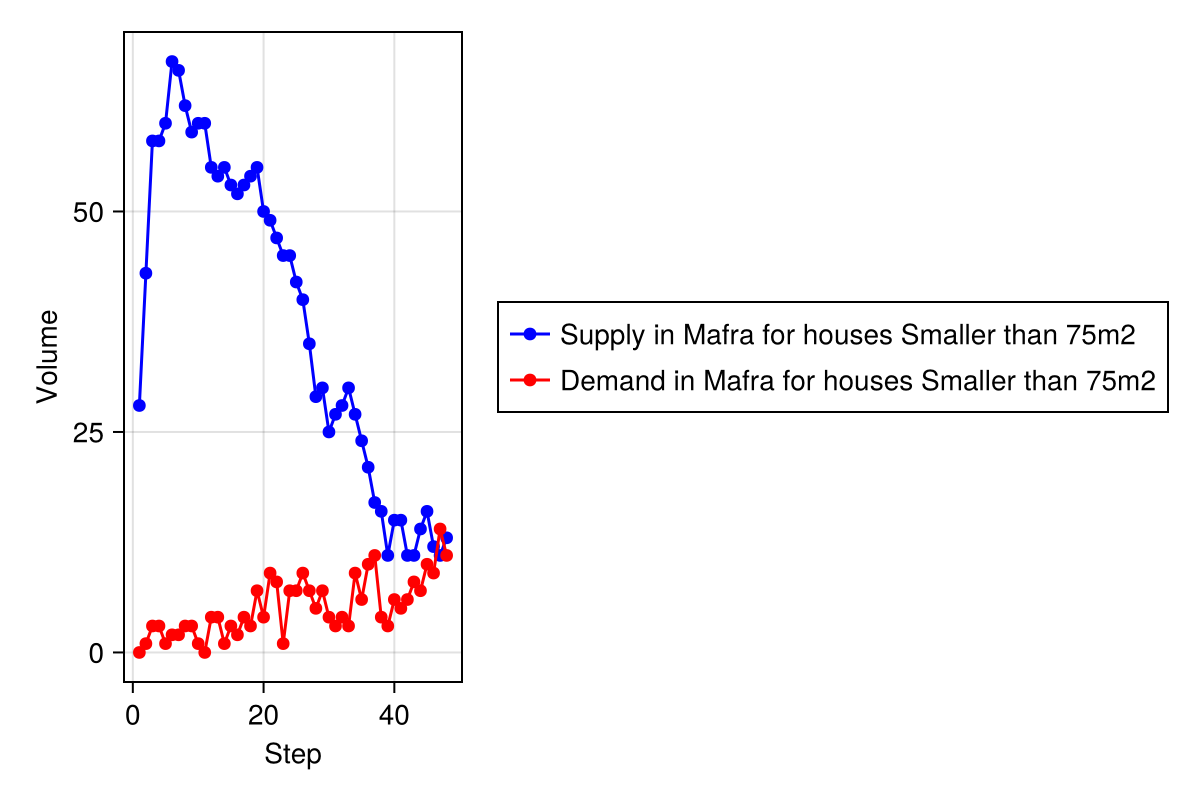 Volume
50
25
0
0 20 40
Step
Supply in Mafra for houses Smaller than 75m2
Demand in Mafra for houses Smaller than 75m2